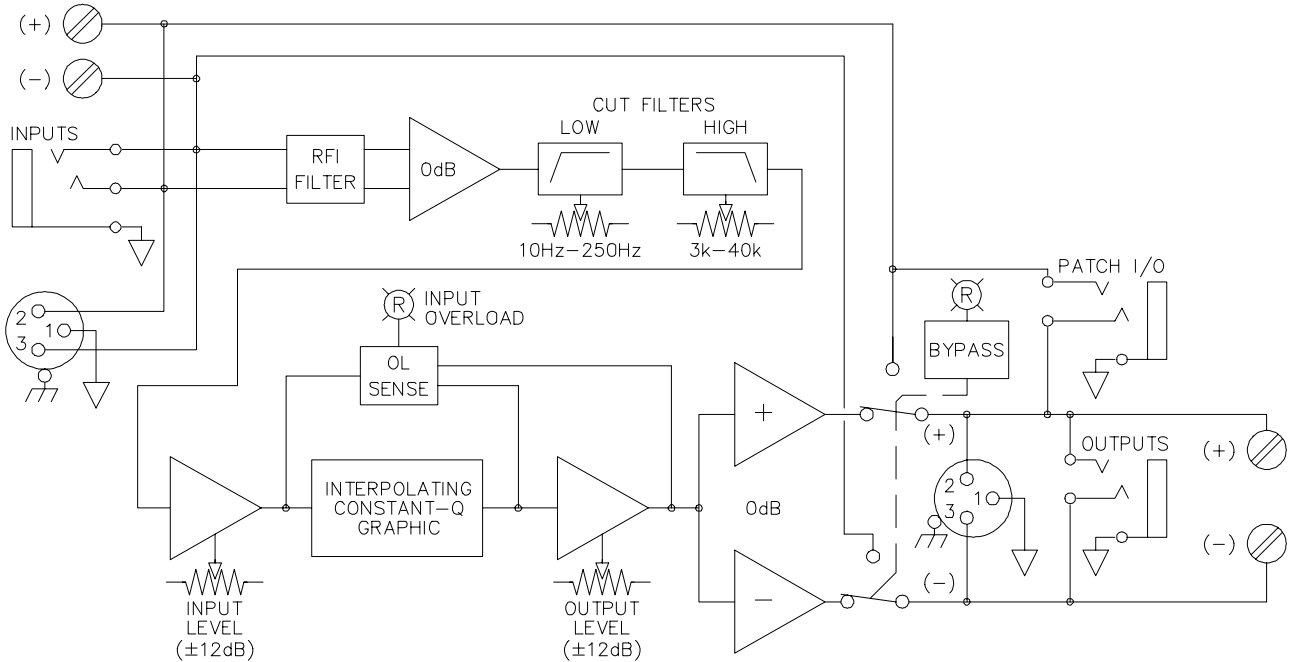 (+)
(-)
INPUTS
RFI
FILTER
0dB
CUT FILTERS
LOW
HIGH
10Hz-250Hz
3k-40k
2
1
3
R
INPUT
OVERLOAD
OL
SENSE
R
BYPASS
PATCH I/O
INTERPOLATING
CONSTANT-Q
GRAPHIC
INPUT
LEVEL
(±12dB)
OUTPUT
LEVEL
(±12dB)
+
0dB
-
(+)
2
1
3
(-)
OUTPUTS
(+)
(-)